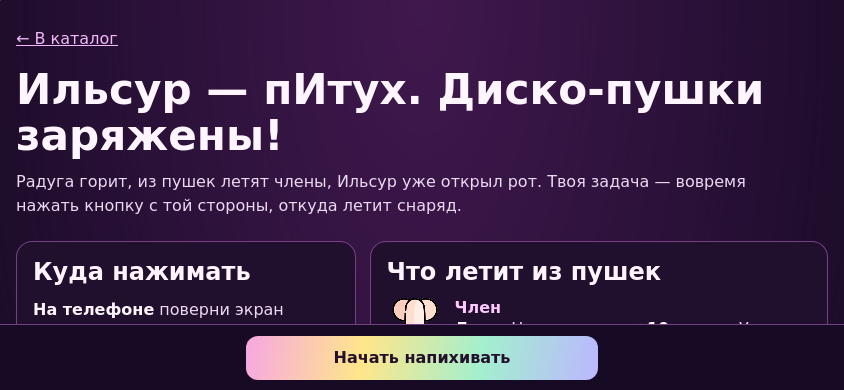 ← В каталог
Ильсур — пИтух. Диско-пушки
заряжены!
Радуга горит, из пушек летят члены, Ильсур уже открыл рот. Твоя задача — вовремя
нажать кнопку с той стороны, откуда летит снаряд.
Куда нажимать
На телефоне поверни экран
Что летит из пушек
Член
Начать напихивать